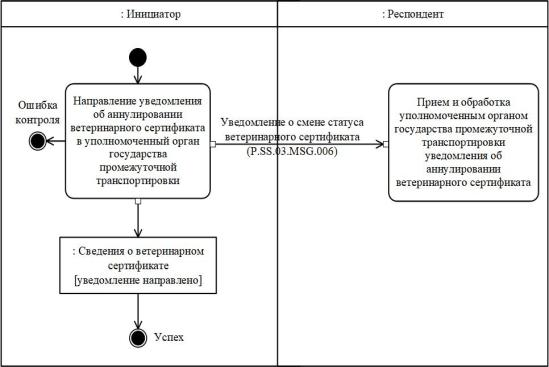 : Инициатор
: Респондент
Направление уведомления
об аннулировании
ветеринарного сертификата
в уполномоченный орган
государства
промежуточной
транспортировки
Ошибка
контроля
Уведомление о смене статуса
ветеринарного сертификата
(P.SS.03.MSG.006)
Прием и обработка
уполномоченным органом
государства промежуточной
транспортировки
уведомления об
аннулировании
ветеринарного сертификата
: Сведения о ветеринарном
сертификате
[уведомление направлено]
Успех